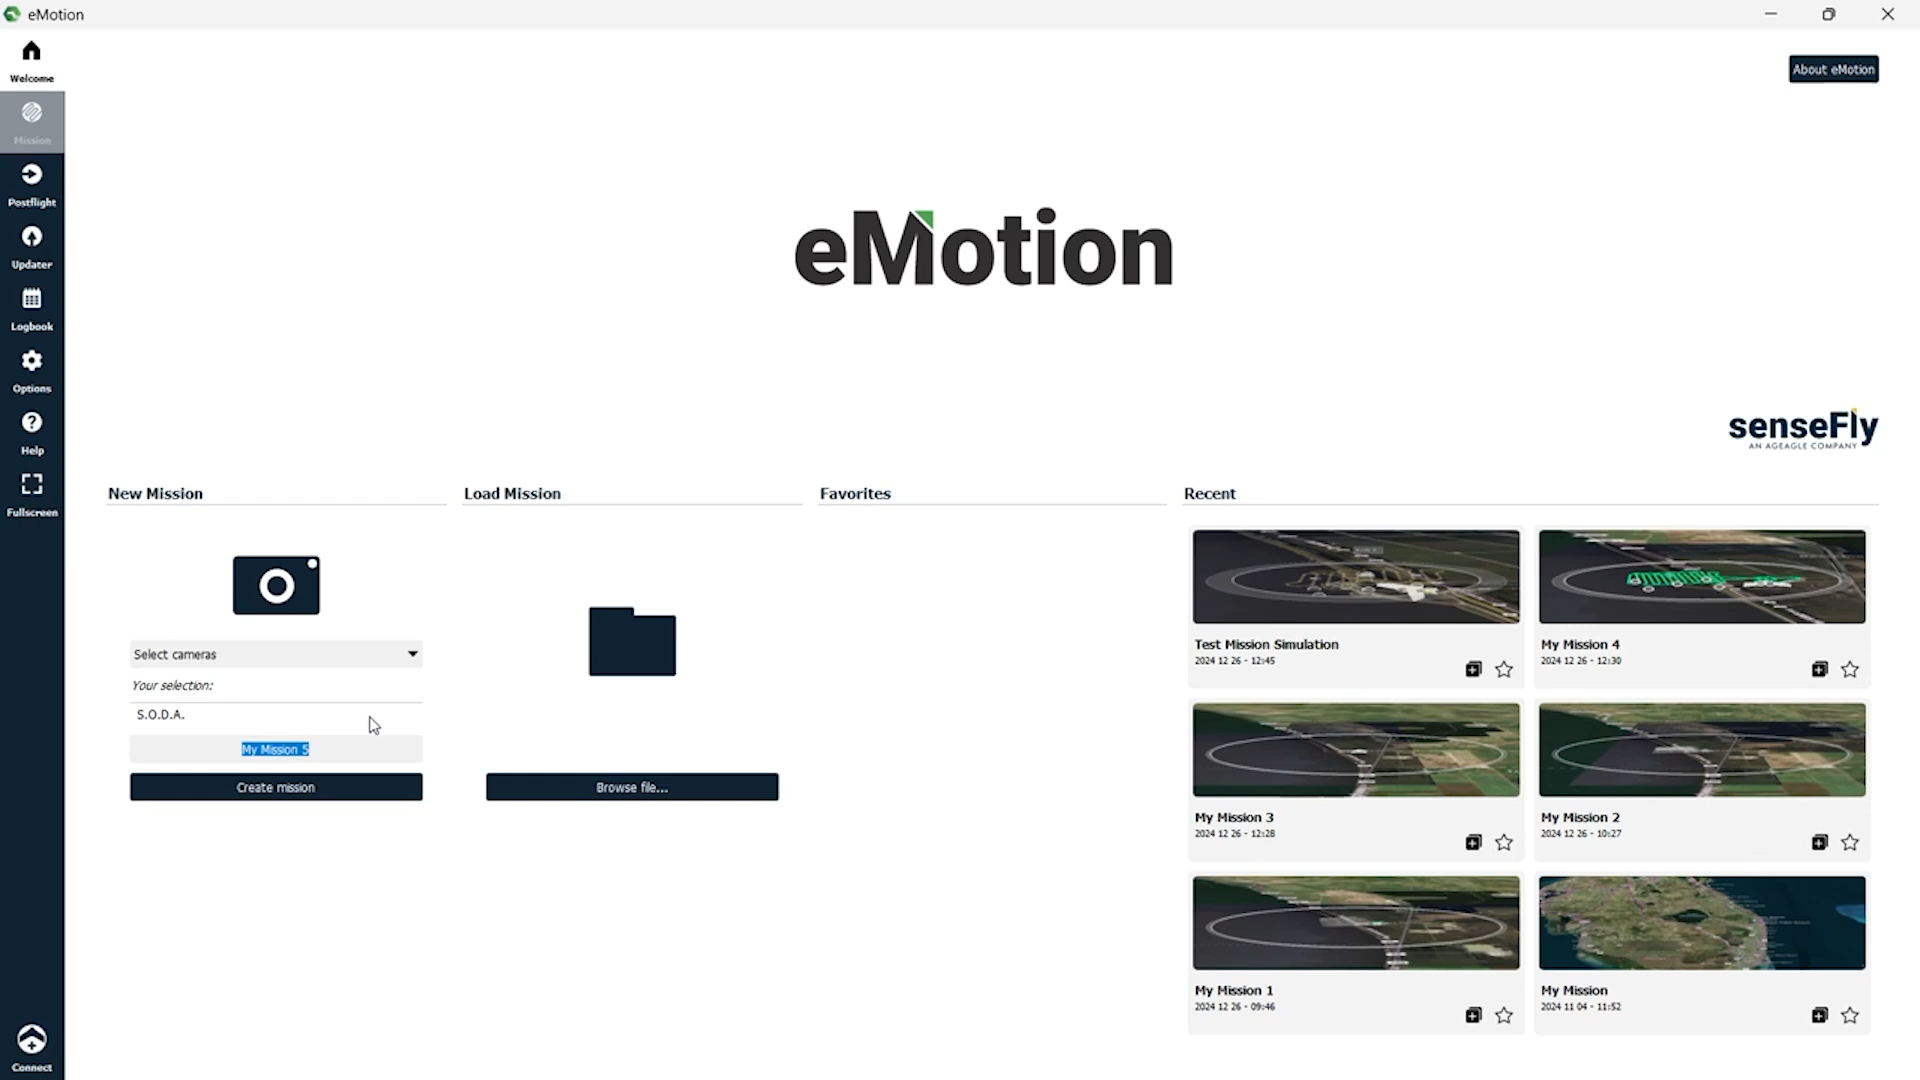 eMotion
Welcome
About eMotion
Mission
Postflight
Updater
Logbook
Options
Help
Fullscreen
Connect
eMotion
senseFly
AN AGEAGLE COMPANY
New Mission
Select cameras
Your selection:
S.O.D.A.
My Mission 5
Create mission
Load Mission
Browse file...
Favorites
Recent
Test Mission Simulation
2024 12 26 - 12:45
My Mission 4
2024 12 26 - 12:30
My Mission 3
2024 12 26 - 12:28
My Mission 2
2024 12 26 - 10:27
My Mission 1
2024 12 26 - 09:46
My Mission
2024 11 04 - 11:52